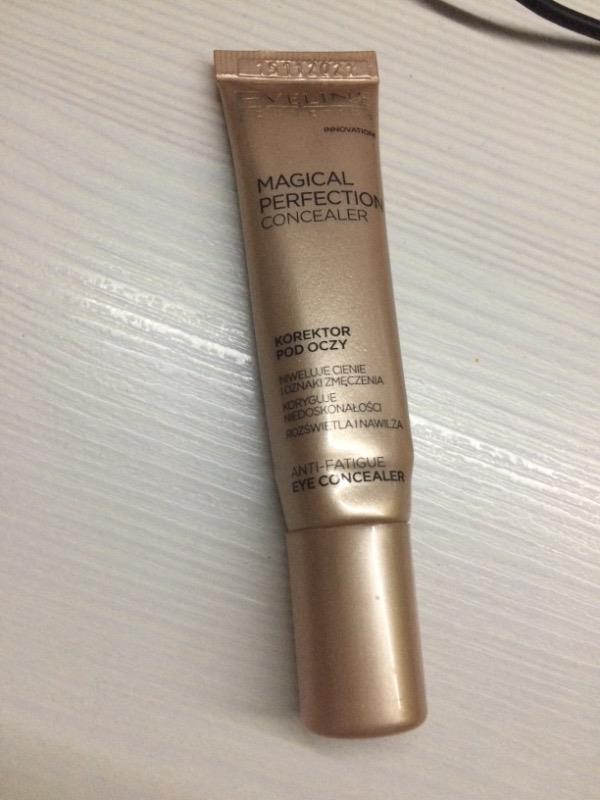 EVELINE
INNOVATION
MAGICAL
PERFECTION
CONCEALER
KOREKTOR
POD OCZY
NIWELUJE CIENIE
I OZNAKI ZMĘCZENIA
KORYGUJE
NIEDOSKONAŁOŚCI
ROZŚWIETLA I NAWILŻA
ANTI-FATIGUE
EYE CONCEALER